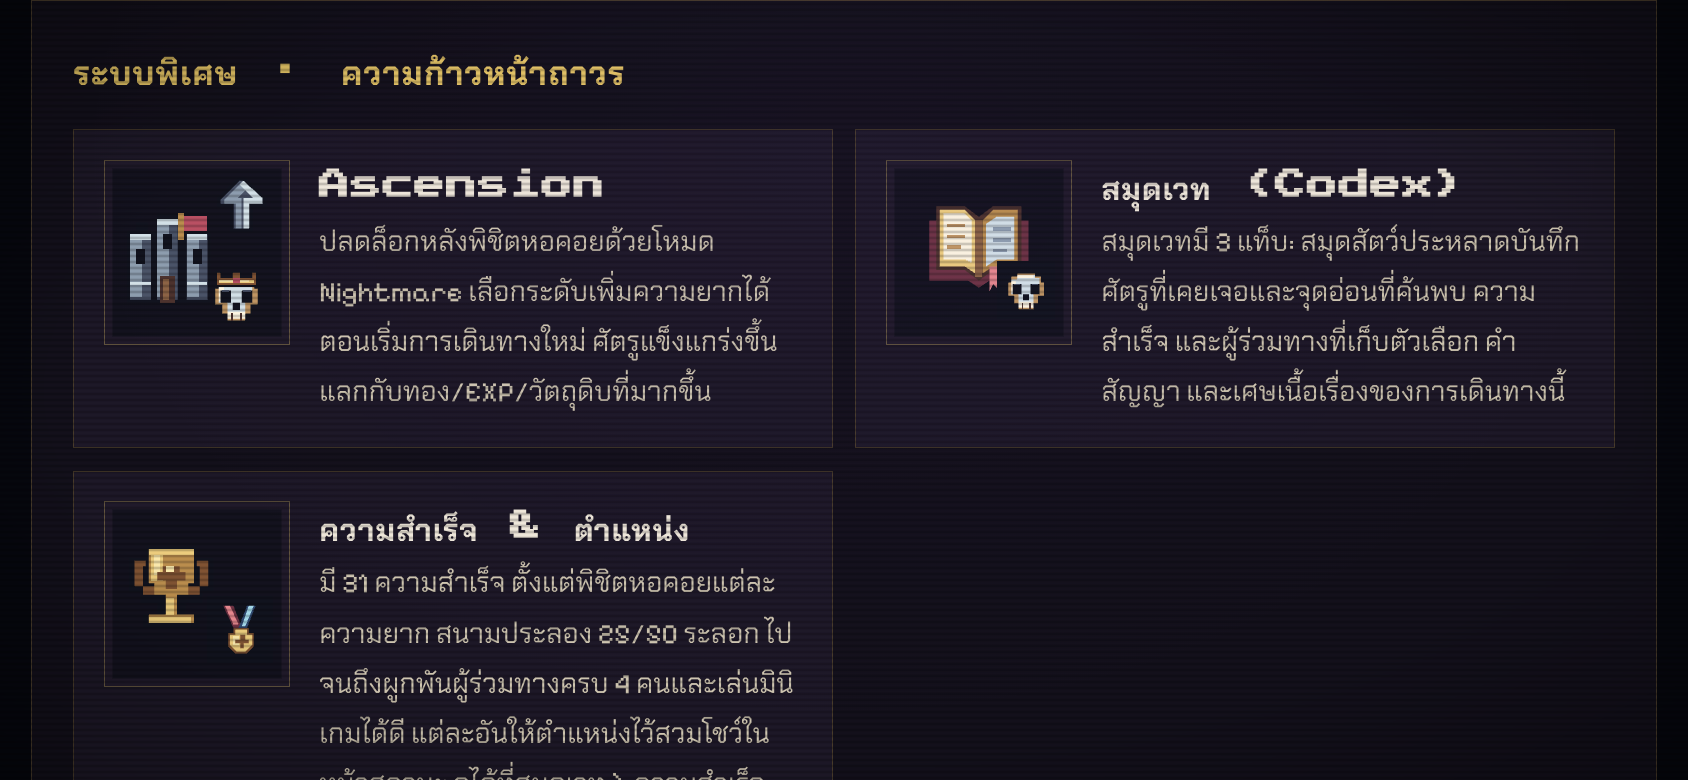 ระบบพิเศษ ▪ ความก้าวหน้าถาวร
Ascension
ปลดล็อกหลังพิชิตหอคอยด้วยโหมด
Nightmare เลือกระดับเพิ่มความยากได้
ตอนเริ่มการเดินทางใหม่ ศัตรูแข็งแกร่งขึ้น
แลกกับทอง/EXP/วัตถุดิบที่มากขึ้น
สมุดเวท (Codex)
สมุดเวทมี 3 แท็บ: สมุดสัตว์ประหลาดบันทึก
ศัตรูที่เคยเจอและจุดอ่อนที่ค้นพบ ความ
สำเร็จ และผู้ร่วมทางที่เก็บตัวเลือก คำ
สัญญา และเศษเนื้อเรื่องของการเดินทางนี้
ความสำเร็จ & ตำแหน่ง
มี 31 ความสำเร็จ ตั้งแต่พิชิตหอคอยแต่ละ
ความยาก สนามประลอง 25/50 ระลอก ไป
จนถึงผูกพันผู้ร่วมทางครบ 4 คนและเล่นมินิ
เกมได้ดี แต่ละอันให้ตำแหน่งไว้สวมโชว์ใน